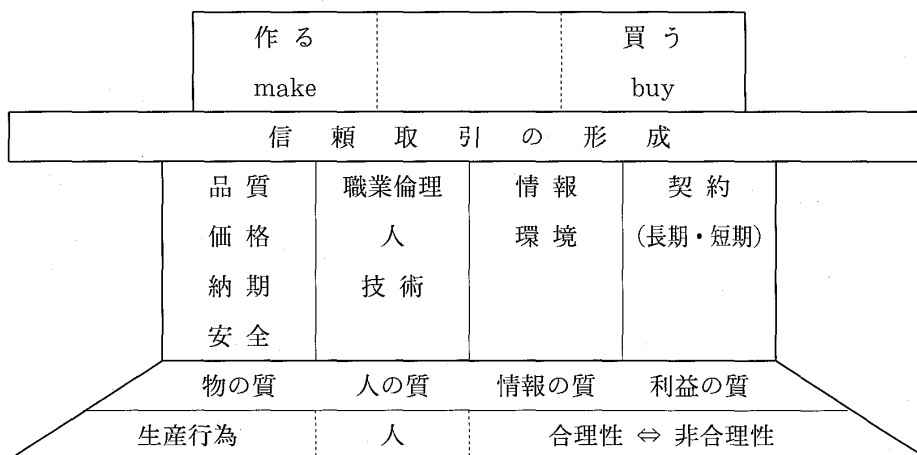 作る 買う
make buy
信頼取引の形成
品質 職業倫理 情報 契約
価格 人 環境 (長期・短期)
納期 技術
安全
物の質 人の質 情報の質 利益の質
生産行為 人 合理性 ⇔ 非合理性